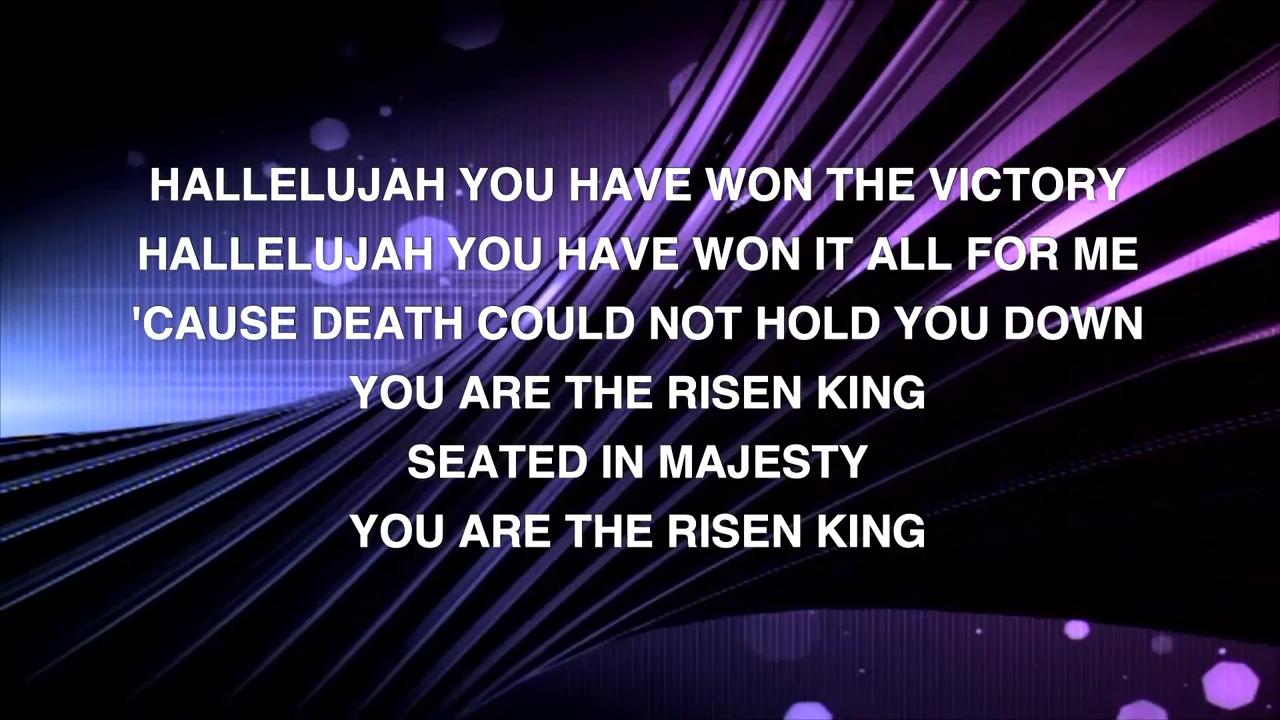 HALLELUJAH YOU HAVE WON THE VICTORY
HALLELUJAH YOU HAVE WON IT ALL FOR ME
'CAUSE DEATH COULD NOT HOLD YOU DOWN
YOU ARE THE RISEN KING
SEATED IN MAJESTY
YOU ARE THE RISEN KING